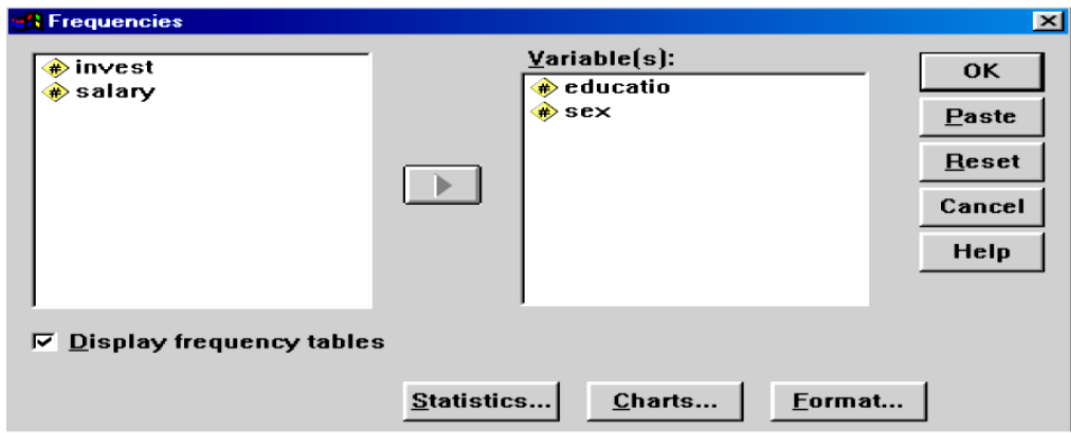 Frequencies
invest
salary
Variable(s):
educatio
sex
OK
Paste
Reset
Cancel
Help
Display frequency tables
Statistics...
Charts...
Format...